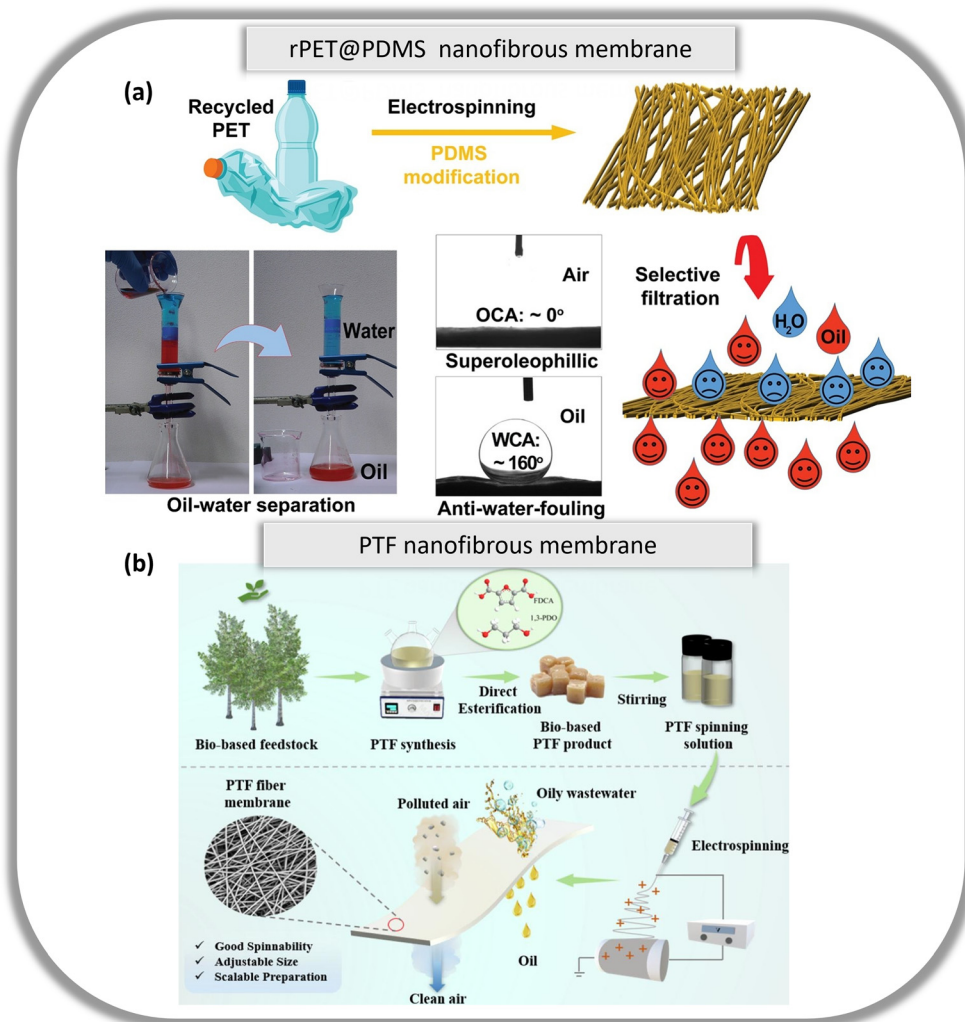 rPET@PDMS nanofibrous membrane
(a)
Recycled
PET
Electrospinning
PDMS
modification
Water
Oil
Oil-water separation
Air
OCA: ~ 0°
Superoleophillic
Oil
WCA:
~ 160°
Anti-water-fouling
Selective
filtration
H₂O
Oil
PTF nanofibrous membrane
(b)
FDCA
1,3-PDO
Bio-based feedstock
PTF synthesis
Direct
Esterification
Bio-based
PTF product
Stirring
PTF spinning
solution
PTF fiber
membrane
Polluted air
Oily wastewater
Electrospinning
✓ Good Spinnability
✓ Adjustable Size
✓ Scalable Preparation
Oil
Clean air